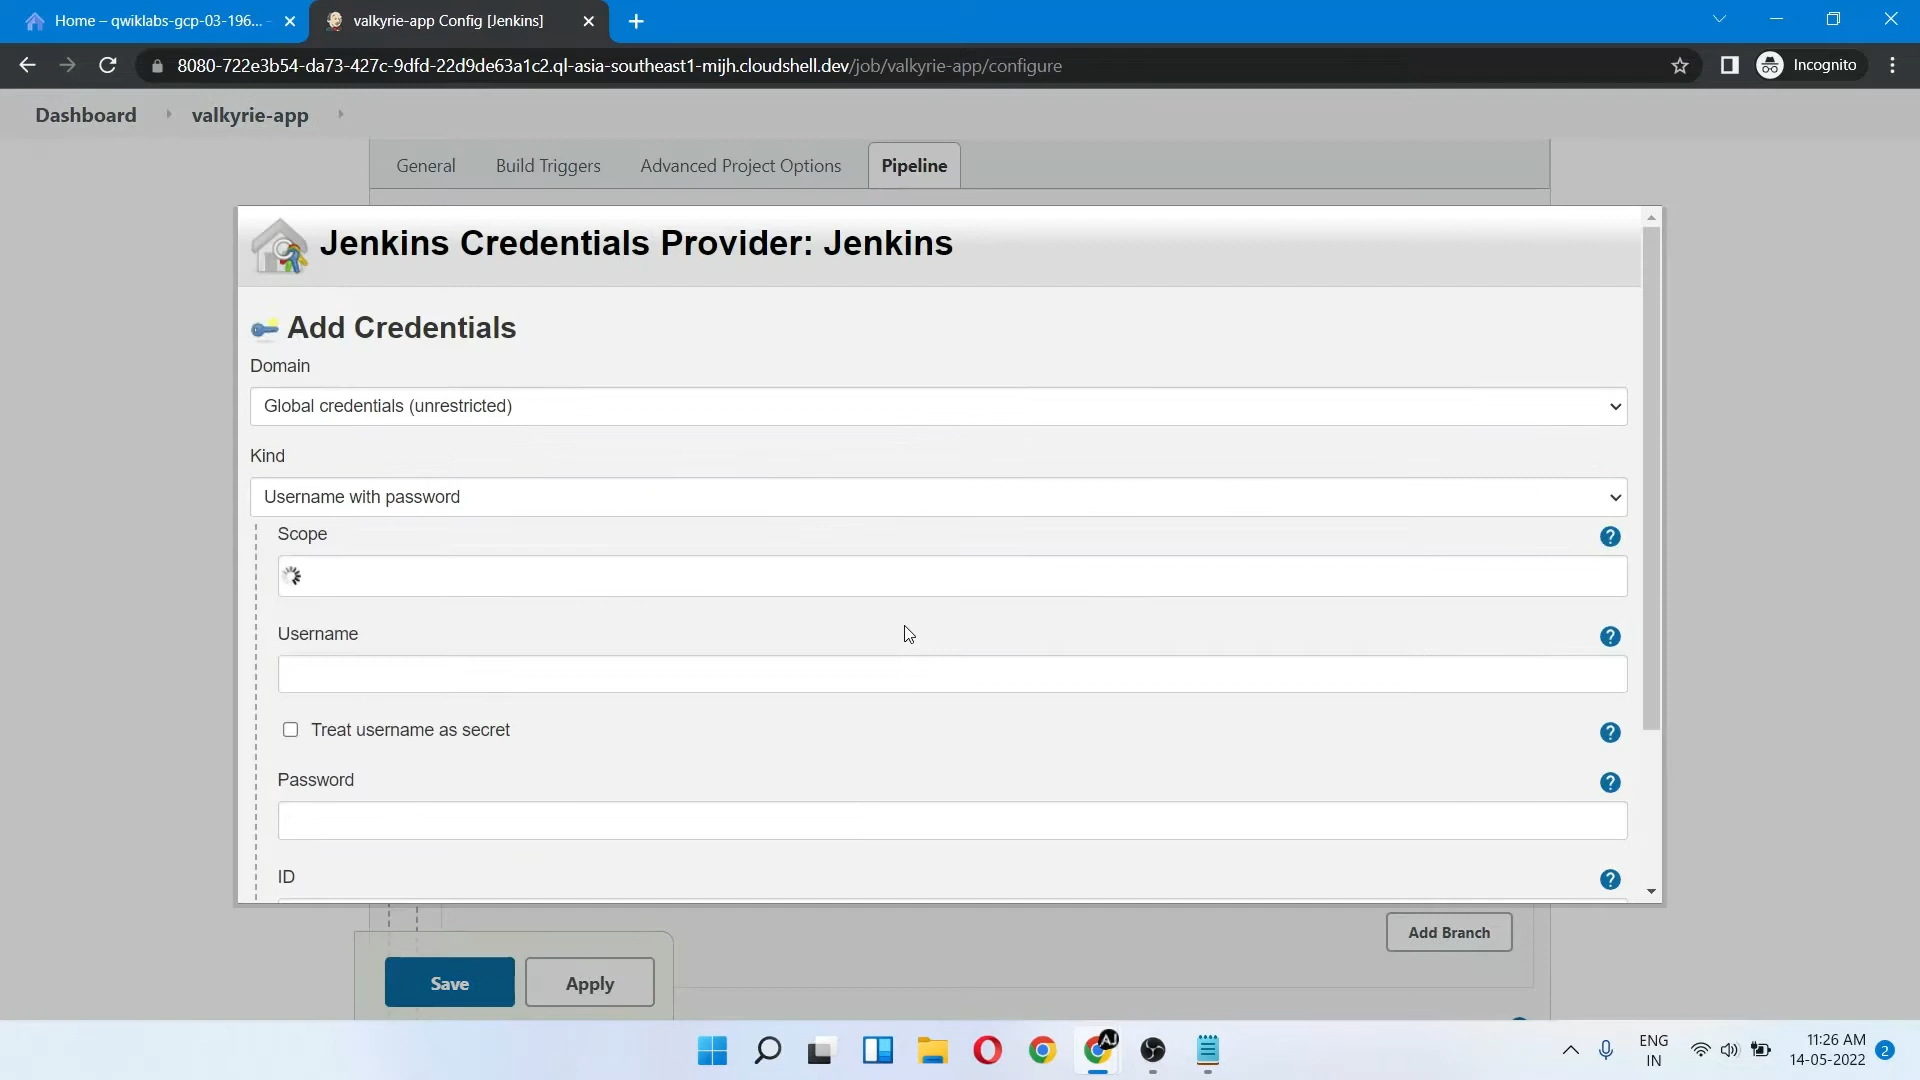 Home – qwiklabs-gcp-03-196... -
valkyrie-app Config [Jenkins]
8080-722e3b54-da73-427c-9dfd-22d9de63a1c2.ql-asia-southeast1-mijh.cloudshell.dev/job/valkyrie-app/configure
Incognito
Dashboard
valkyrie-app
General
Build Triggers
Advanced Project Options
Pipeline
Jenkins Credentials Provider: Jenkins
Add Credentials
Domain
Global credentials (unrestricted)
Kind
Username with password
Scope
?
Username
?
Treat username as secret
?
Password
?
ID
?
Add Branch
Save
Apply
AJ
ENG
IN
11:26 AM
14-05-2022
2